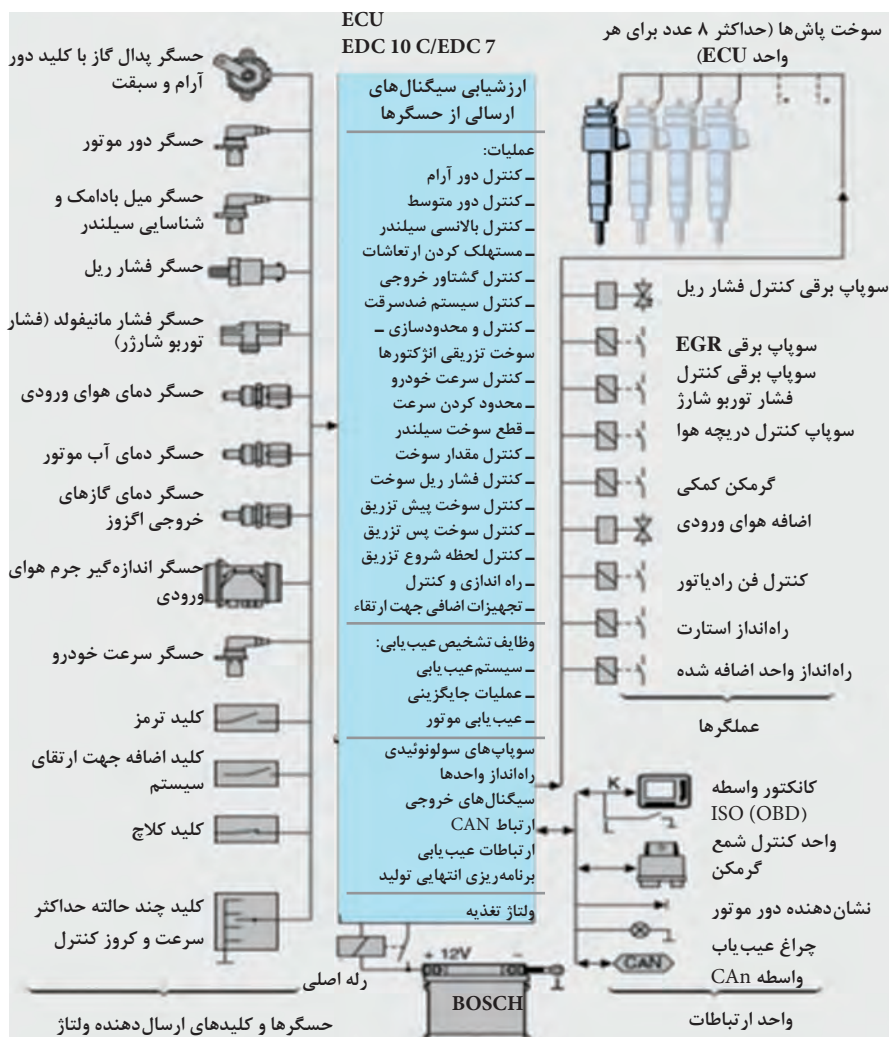 ECU
EDC 10 C/EDC 7
سوخت پاش‌ها (حداکثر ۸ عدد برای هر
واحد ECU)
حسگر پدال گاز با کلید دور
آرام و سبقت
حسگر دور موتور
حسگر میل بادامک و
شناسایی سیلندر
حسگر فشار ریل
حسگر فشار مانیفولد (فشار
توربو شارژر)
حسگر دمای هوای ورودی
حسگر دمای آب موتور
حسگر دمای گازهای
خروجی اگزوز
حسگر اندازه‌گیر جرم هوای
ورودی
حسگر سرعت خودرو
کلید ترمز
کلید اضافه جهت ارتقای
سیستم
کلید کلاچ
کلید چند حالته حداکثر
سرعت و کروز کنترل
حسگرها و کلیدهای ارسال‌دهنده ولتاژ
ارزشیابی سیگنال‌های
ارسالی از حسگرها
عملیات:
ـ کنترل دور آرام
ـ کنترل دور متوسط
ـ کنترل بالانسی سیلندر
ـ مستهلک کردن ارتعاشات
ـ کنترل گشتاور خروجی
ـ کنترل سیستم ضدسرقت
ـ کنترل و محدودسازی ـ
سوخت تزریقی انژکتورها
ـ کنترل سرعت خودرو
ـ محدود کردن سرعت
ـ قطع سوخت سیلندر
ـ کنترل مقدار سوخت
ـ کنترل فشار ریل سوخت
ـ کنترل سوخت پیش تزریق
ـ کنترل سوخت پس تزریق
ـ کنترل لحظه شروع تزریق
ـ راه اندازی و کنترل
ـ تجهیزات اضافی جهت ارتقاء
وظایف تشخیص عیب‌یابی:
ـ سیستم عیب‌یابی
ـ عملیات جایگزینی
ـ عیب‌یابی موتور
سوپاپ‌های سولونوئیدی
راه‌انداز واحدها
سیگنال‌های خروجی
ارتباط CAN
ارتباطات عیب‌یابی
برنامه‌ریزی انتهایی تولید
ولتاژ تغذیه
رله اصلی
+ 12V −
BOSCH
سوپاپ برقی کنترل فشار ریل
سوپاپ برقی EGR
سوپاپ برقی کنترل
فشار توربو شارژ
سوپاپ کنترل دریچه هوا
گرمکن کمکی
اضافه هوای ورودی
کنترل فن رادیاتور
راه‌انداز استارت
راه‌انداز واحد اضافه شده
عملگرها
K
کانکتور واسطه
ISO (OBD)
واحد کنترل شمع
گرمکن
نشان‌دهنده دور موتور
چراغ عیب‌یاب
CAN
واسطه CAn
واحد ارتباطات